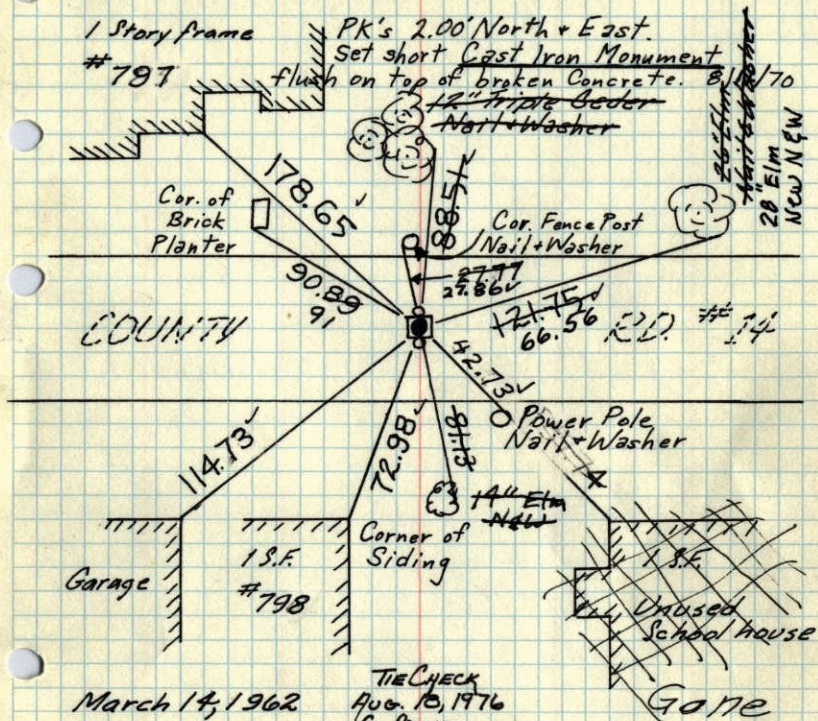 1 Story frame
#797
PK's 2.00' North + East.
Set short Cast Iron Monument
flush on top of broken Concrete. 8/ /70
12" Triple Ceder
Nail + Washer
26" Elm
Nail & Washer
28" Elm
New N&W
178.65 ✓
88.51 ✓
Cor. of
Brick
Planter
Cor. Fence Post
Nail + Washer
90.89
91
27.77
27.86 ✓
121.75 ✓
66.56
COUNTY RD. #14
42.73 ✓
114.73 ✓
72.98 ✓
81.13
Power Pole
Nail + Washer
14" Elm
N&W
Corner of
Siding
Garage
1 S.F.
#798
1 S.F.
Unused
School house
Gone
March 14, 1962
TIE CHECK
Aug. 18, 1976